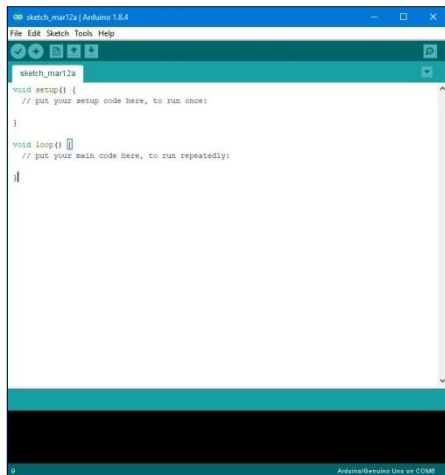 sketch_mar12a | Arduino 1.8.4
File Edit Sketch Tools Help
sketch_mar12a
void setup() {
// put your setup code here, to run once:
}
void loop() {
// put your main code here, to run repeatedly:
}
9
Arduino/Genuino Uno on COM6